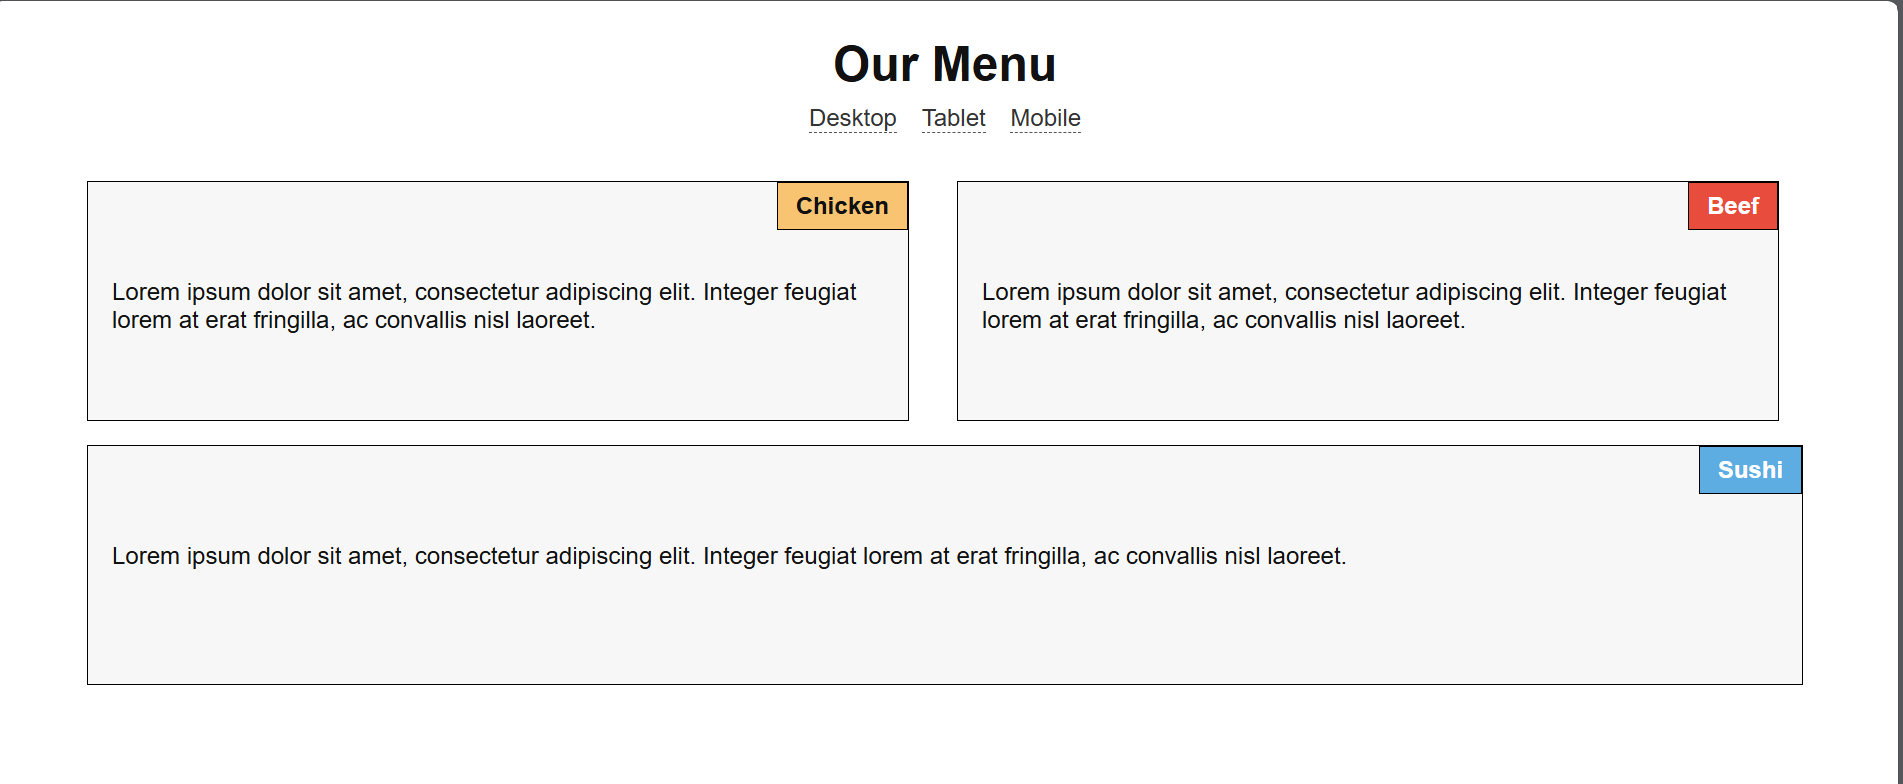 Our Menu
Desktop Tablet Mobile
Chicken
Lorem ipsum dolor sit amet, consectetur adipiscing elit. Integer feugiat
lorem at erat fringilla, ac convallis nisl laoreet.
Beef
Lorem ipsum dolor sit amet, consectetur adipiscing elit. Integer feugiat
lorem at erat fringilla, ac convallis nisl laoreet.
Sushi
Lorem ipsum dolor sit amet, consectetur adipiscing elit. Integer feugiat lorem at erat fringilla, ac convallis nisl laoreet.